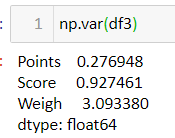 : 1 np.var(df3)
: Points 0.276948
Score 0.927461
Weigh 3.093380
dtype: float64